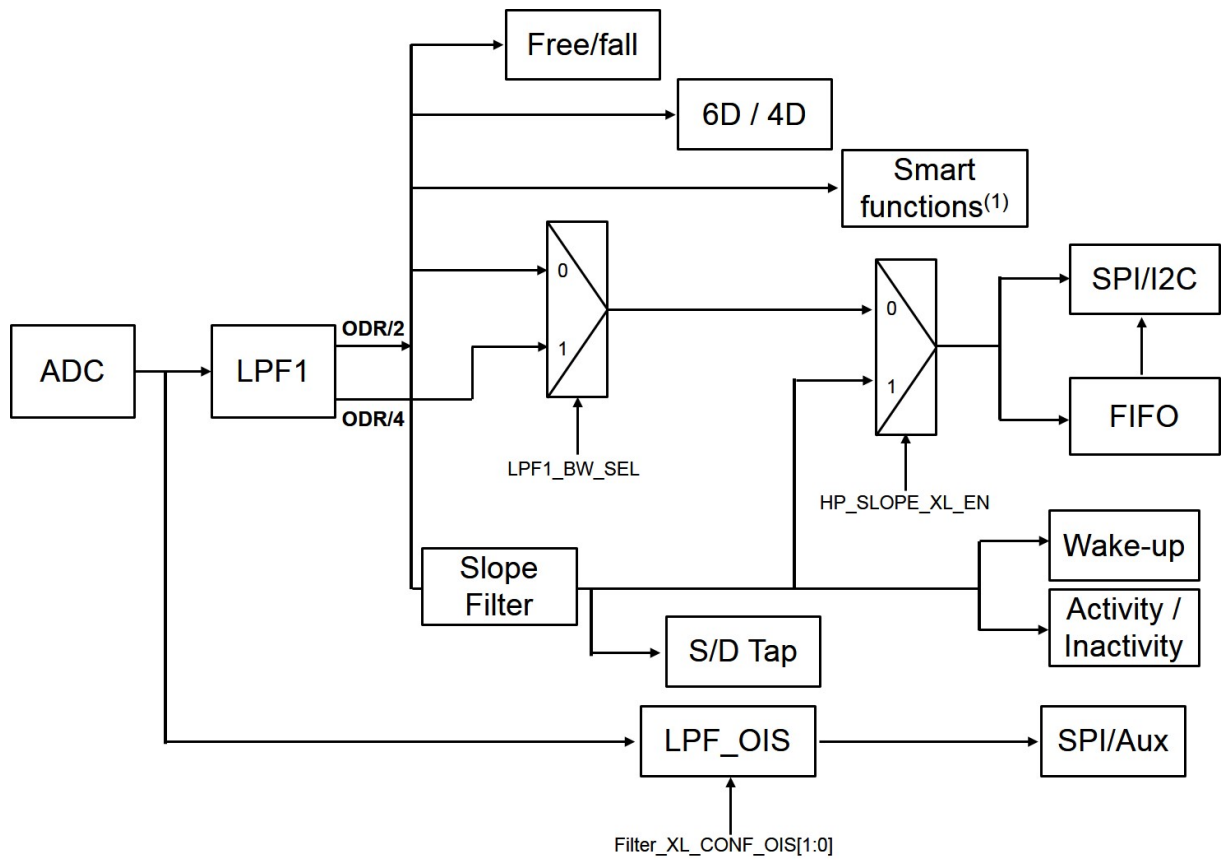 Free/fall
6D / 4D
Smart
functions(1)
0
SPI/I2C
0
ODR/2
ADC
LPF1
1
1
ODR/4
FIFO
LPF1_BW_SEL
HP_SLOPE_XL_EN
Wake-up
Slope
Filter
Activity /
Inactivity
S/D Tap
LPF_OIS
SPI/Aux
Filter_XL_CONF_OIS[1:0]